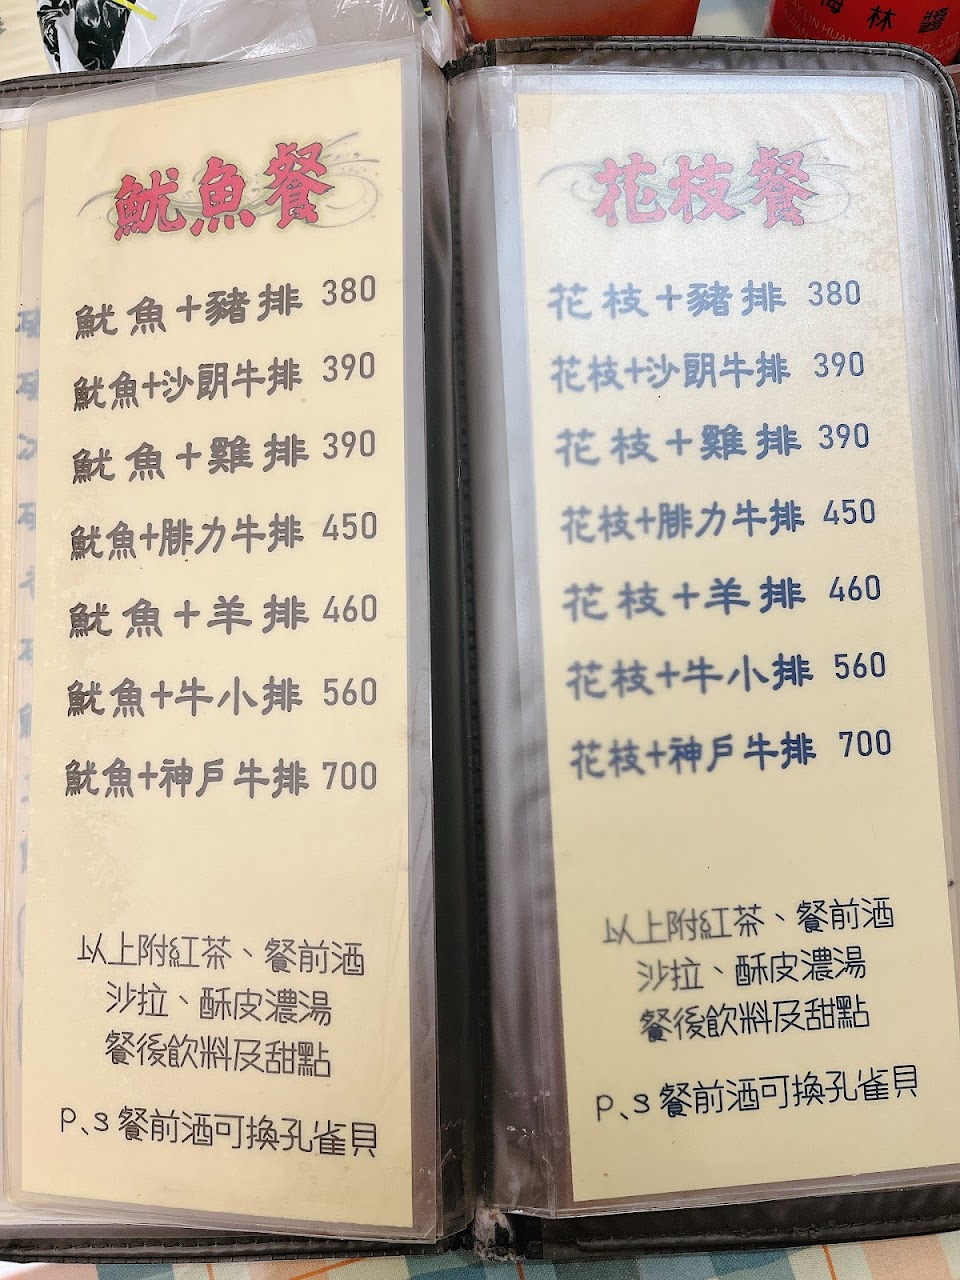 梅林醬
魷魚餐
魷魚+豬排 380
魷魚+沙朗牛排 390
魷魚+雞排 390
魷魚+腓力牛排 450
魷魚+羊排 460
魷魚+牛小排 560
魷魚+神戶牛排 700
以上附紅茶、餐前酒
沙拉、酥皮濃湯
餐後飲料及甜點
p、s餐前酒可換孔雀貝
花枝餐
花枝+豬排 380
花枝+沙朗牛排 390
花枝+雞排 390
花枝+腓力牛排 450
花枝+羊排 460
花枝+牛小排 560
花枝+神戶牛排 700
以上附紅茶、餐前酒
沙拉、酥皮濃湯
餐後飲料及甜點
p、s餐前酒可換孔雀貝